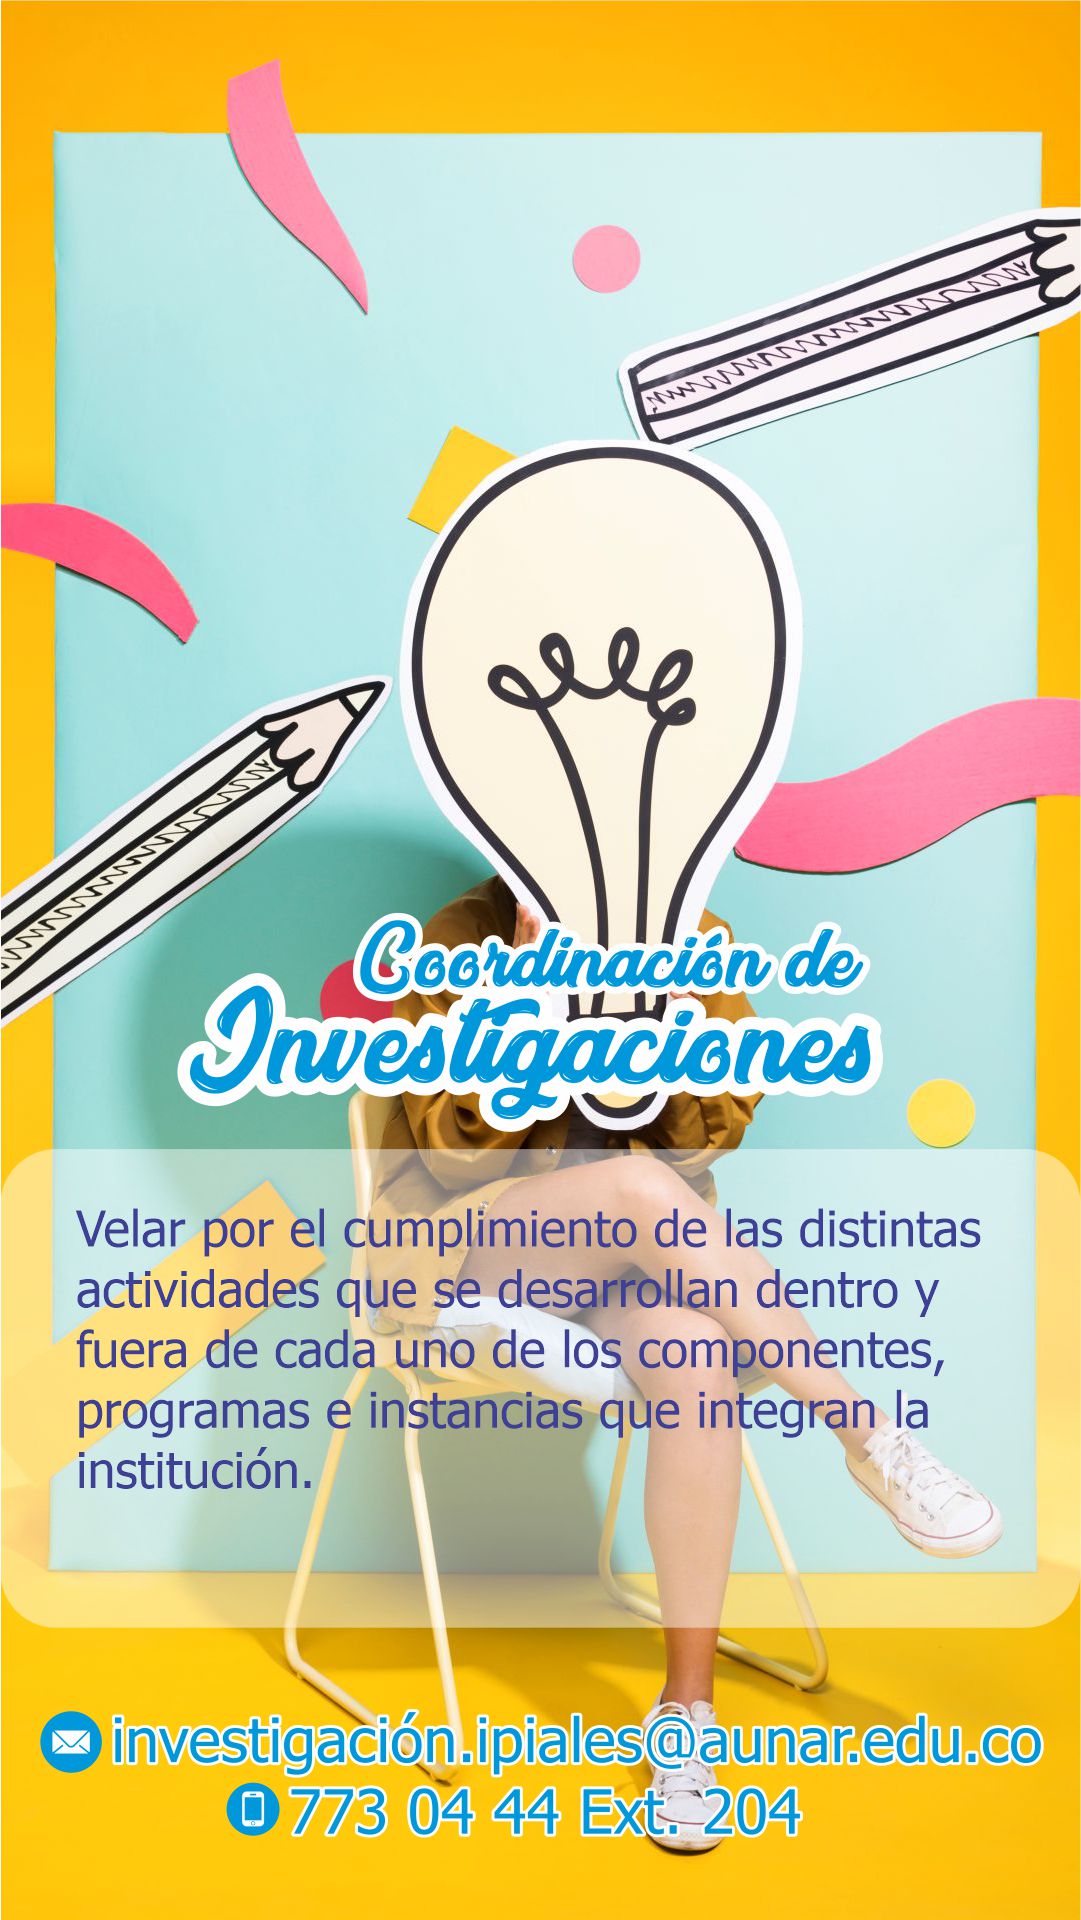 Coordinación de
Investigaciones
Velar por el cumplimiento de las distintas
actividades que se desarrollan dentro y
fuera de cada uno de los componentes,
programas e instancias que integran la
institución.
investigación.ipiales@aunar.edu.co
773 04 44 Ext. 204